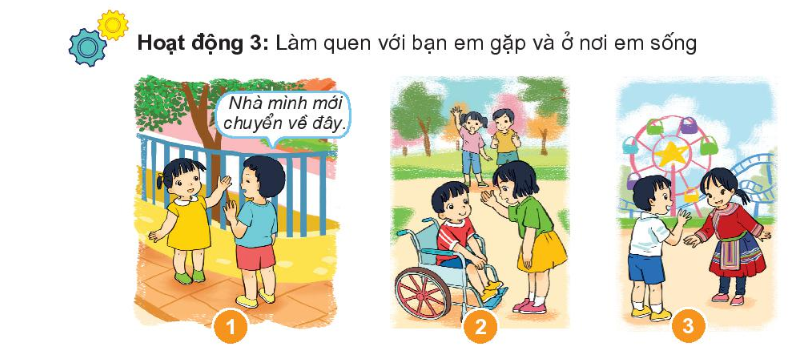 Hoạt động 3: Làm quen với bạn em gặp và ở nơi em sống
Nhà mình mới
chuyển về đây.
1
2
3